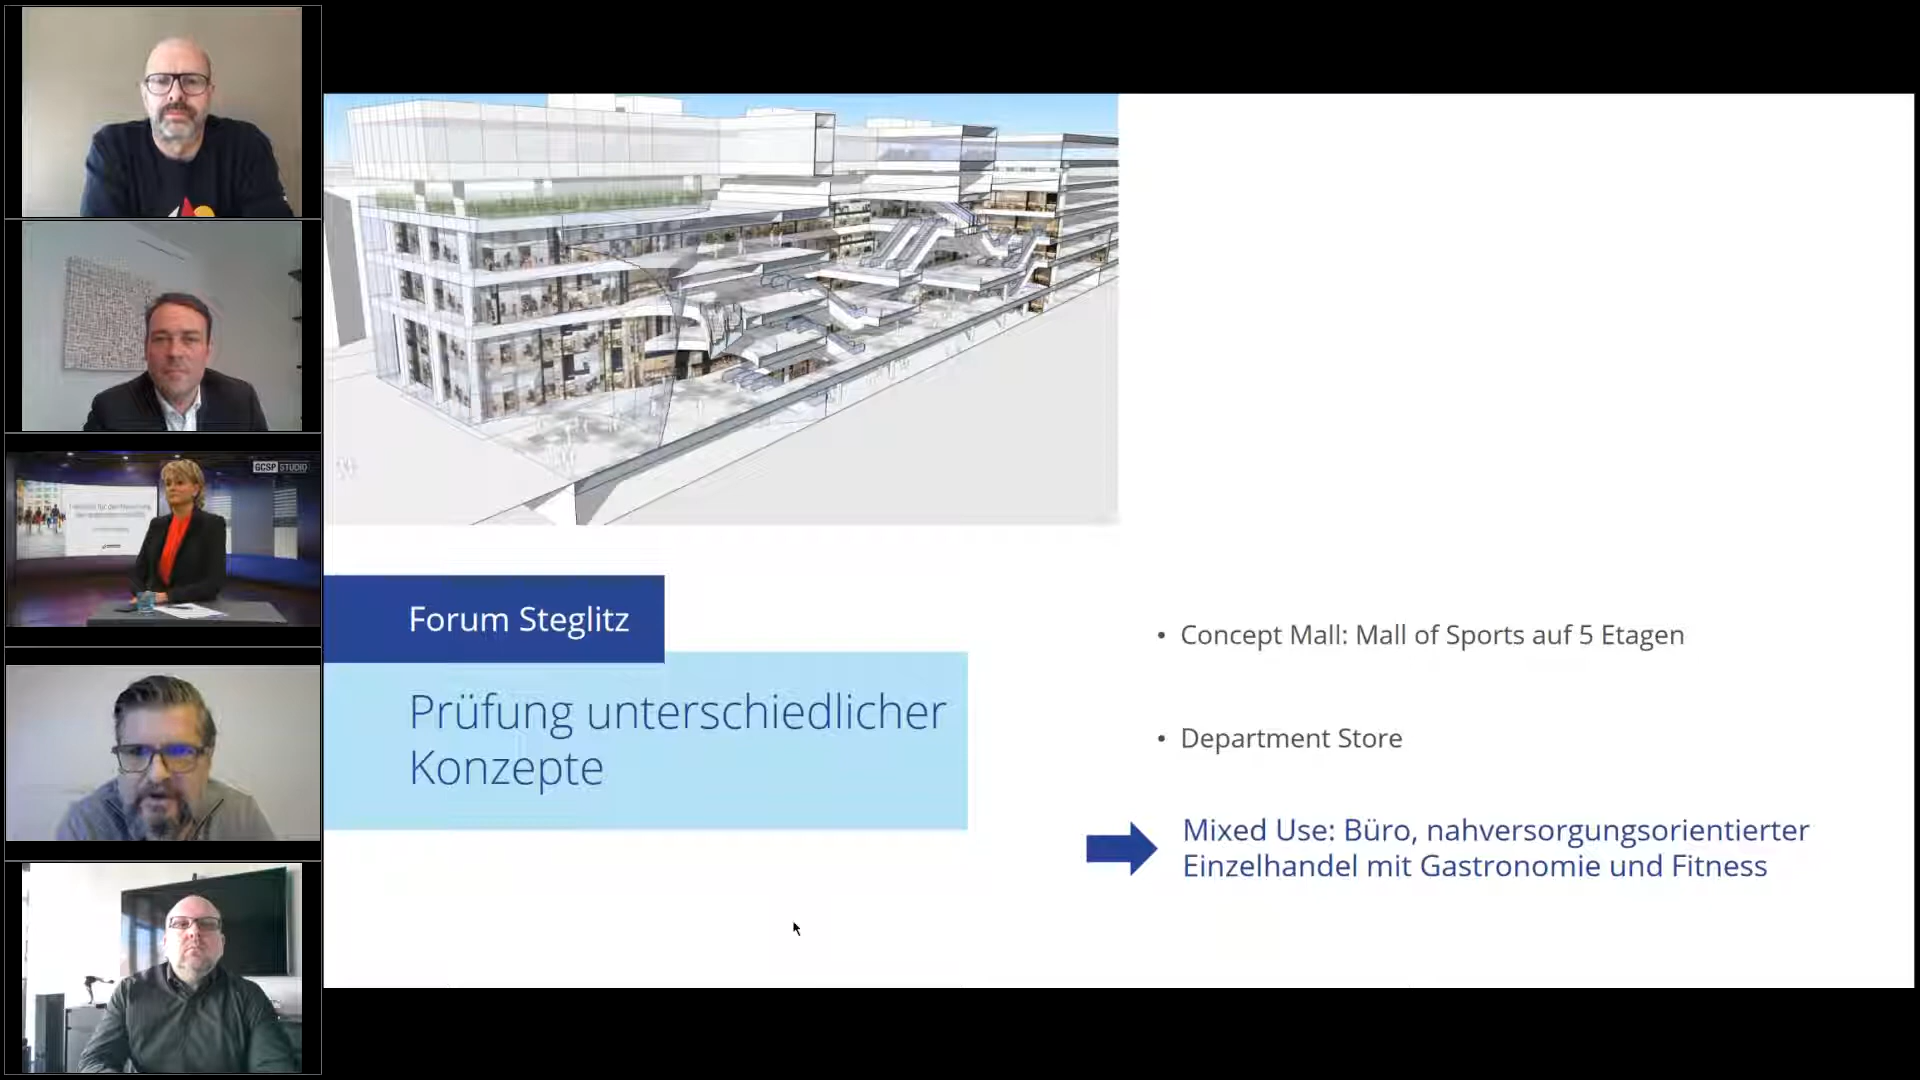 GCSP STUDIO
Forum Steglitz
Prüfung unterschiedlicher
Konzepte
• Concept Mall: Mall of Sports auf 5 Etagen
• Department Store
Mixed Use: Büro, nahversorgungsorientierter
Einzelhandel mit Gastronomie und Fitness